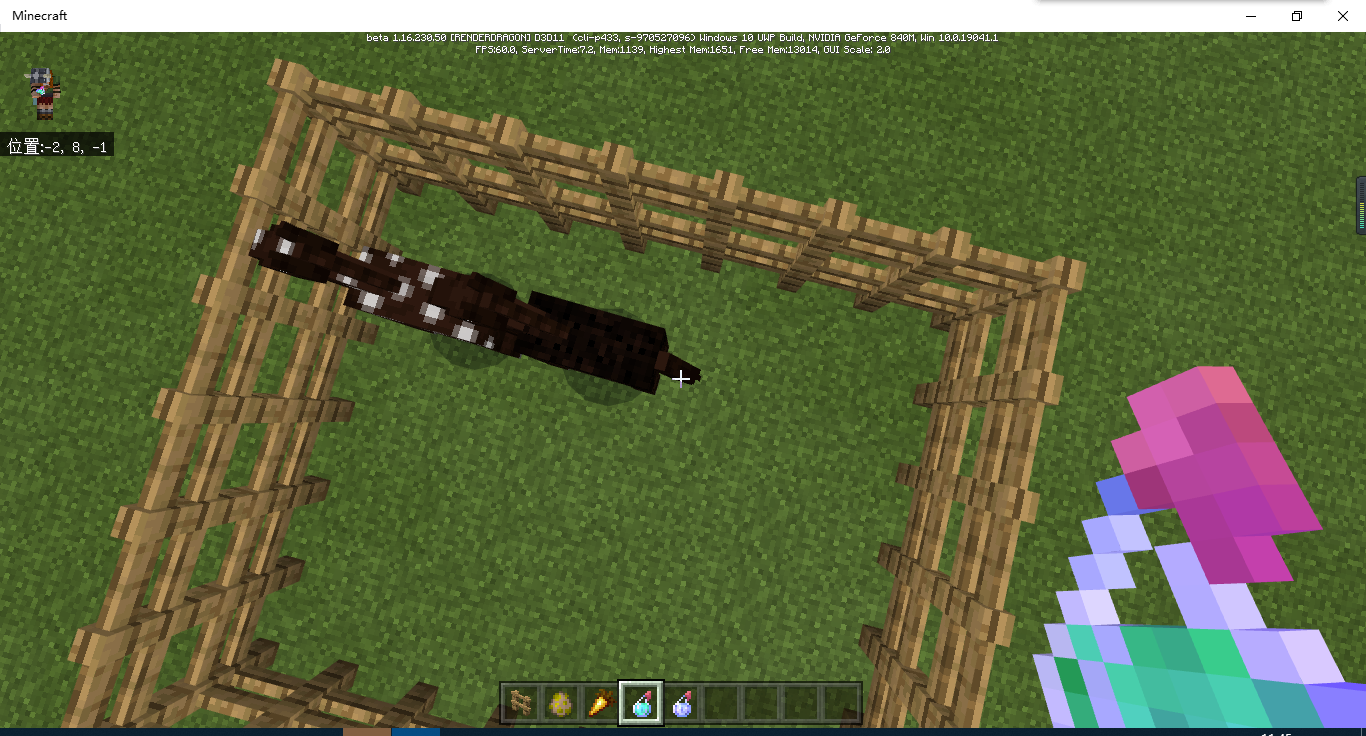 Minecraft
beta 1.16.230.50 [RENDERDRAGON] D3D11 (cli-p433, s-970527096) Windows 10 UWP Build, NVIDIA GeForce 840M, Win 10.0.19041.1
FPS:60.0, ServerTime:7.2, Mem:1139, Highest Mem:1651, Free Mem:13014, GUI Scale: 2.0
位置:-2, 8, -1